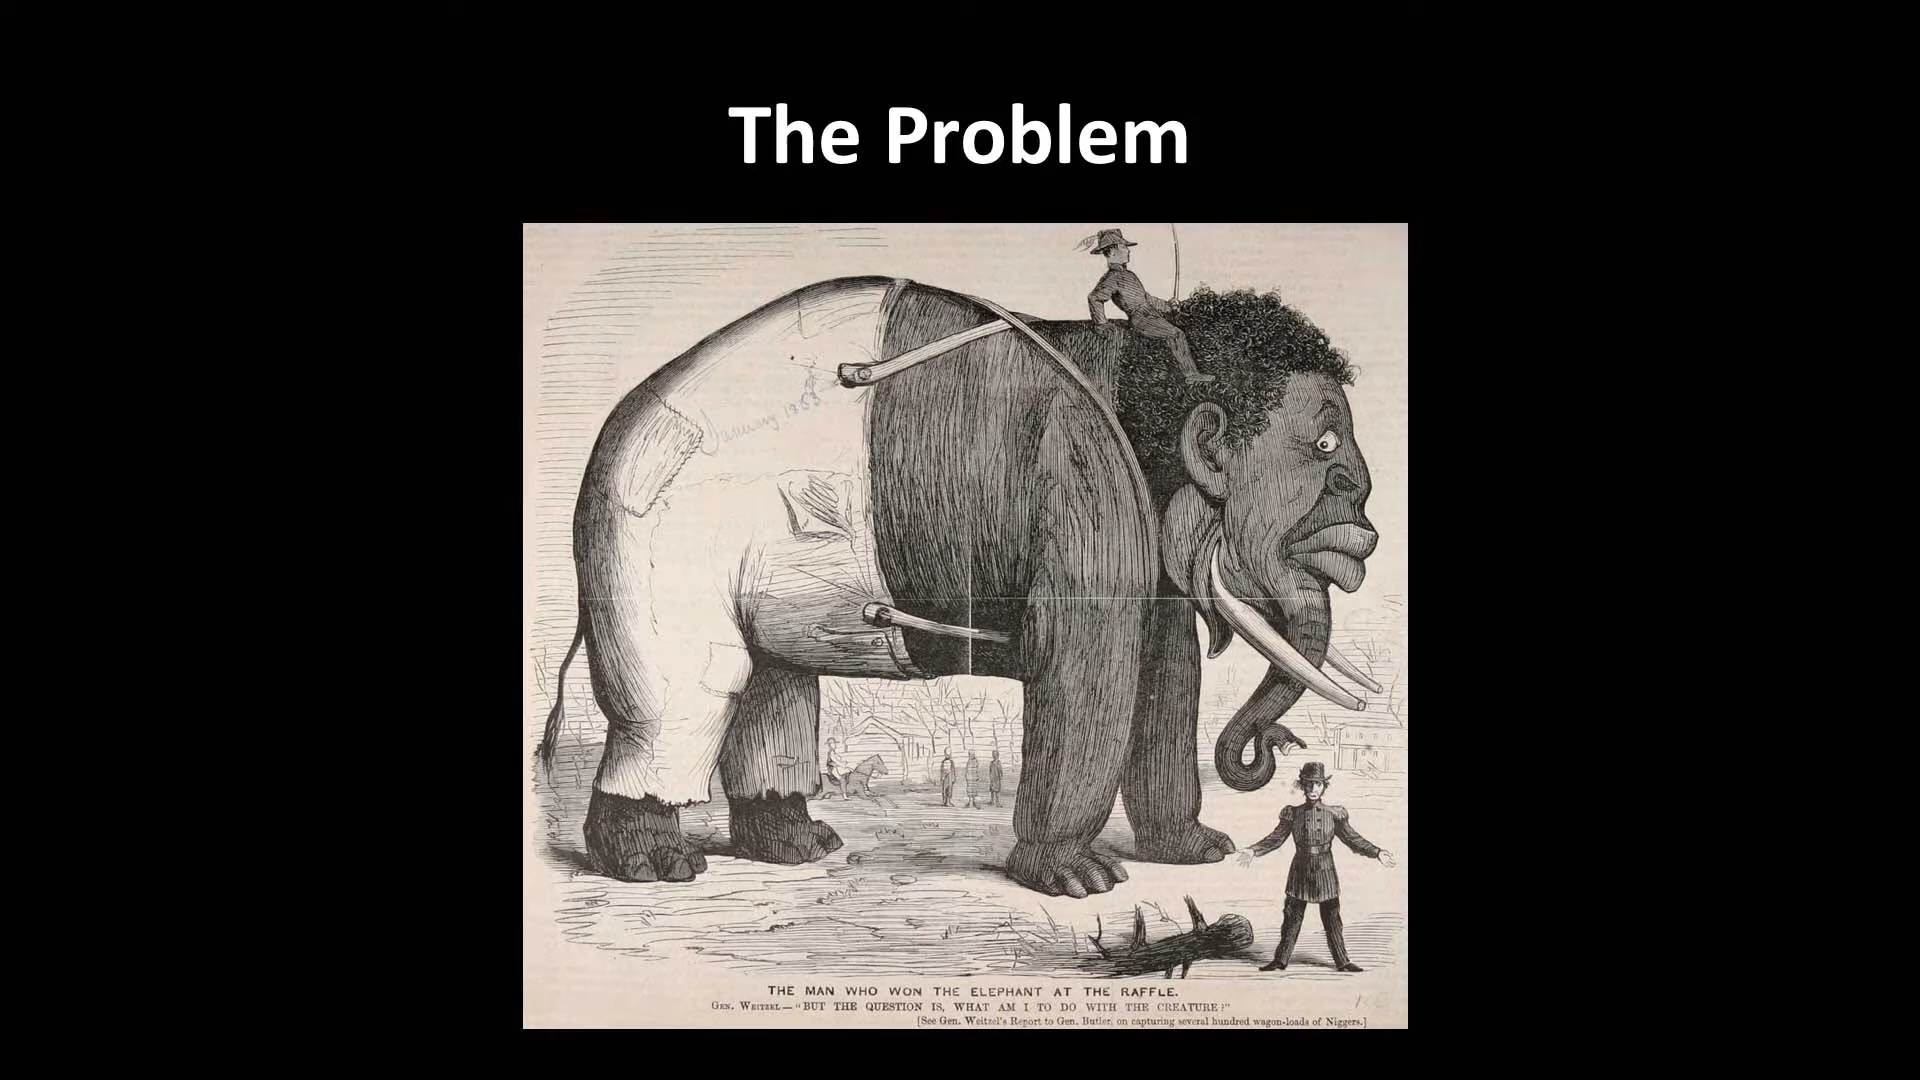 The Problem
January 1863
THE MAN WHO WON THE ELEPHANT AT THE RAFFLE.
GEN. WEITZEL—"BUT THE QUESTION IS, WHAT AM I TO DO WITH THE CREATURE?"
[See Gen. Weitzel's Report to Gen. Butler, on capturing several hundred wagon-loads of Niggers.]